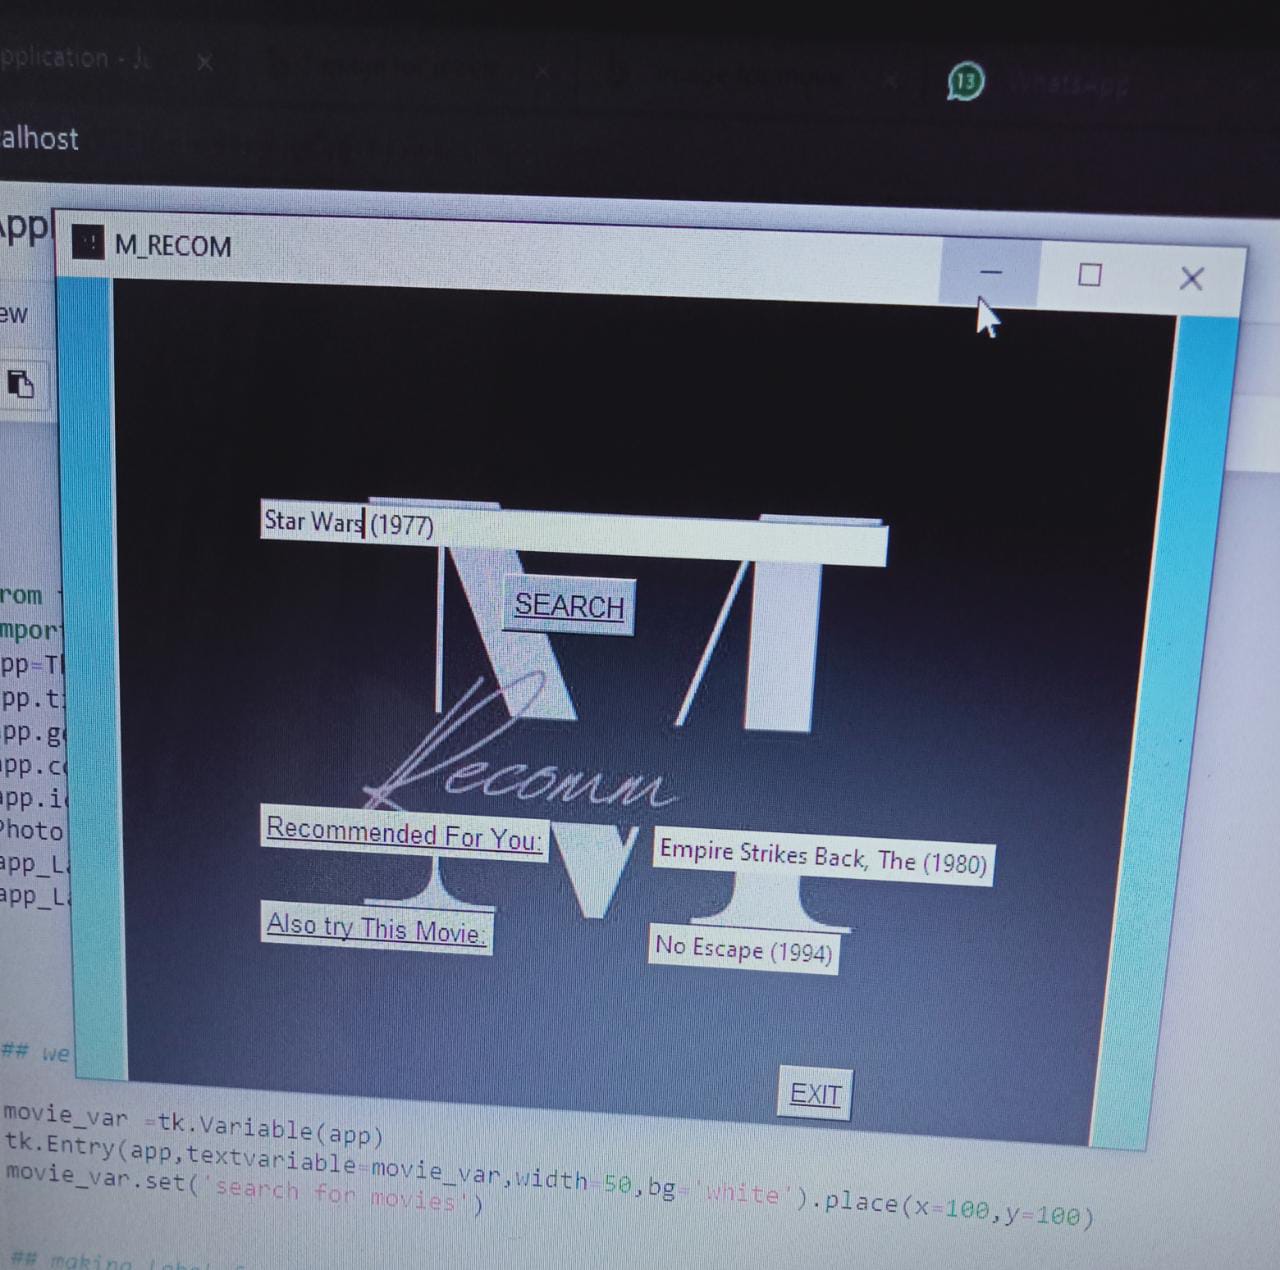 pplication - Ju
13
WhatsApp
alhost
App
M_RECOM
ew
Star Wars (1977)
SEARCH
rom
mpor
pp=T
pp.t
pp.g
app.c
app.i
Photo
app_L
app_L
M
Recomm
Recommended For You:
Empire Strikes Back, The (1980)
Also try This Movie:
No Escape (1994)
EXIT
## we
movie_var =tk.Variable(app)
tk.Entry(app,textvariable=movie_var,width=50,bg='white').place(x=100,y=100)
movie_var.set('search for movies')
## making